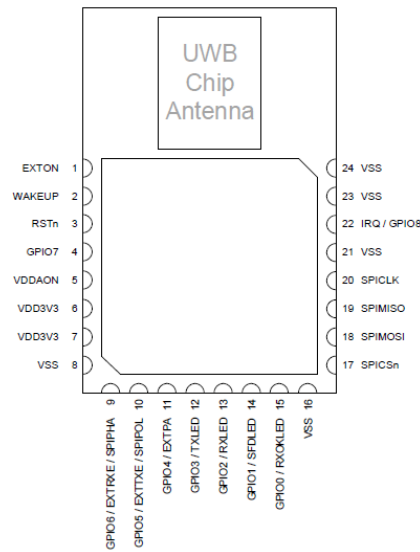 UWB
Chip
Antenna
EXTON 1
WAKEUP 2
RSTn 3
GPIO7 4
VDDAON 5
VDD3V3 6
VDD3V3 7
VSS 8
24 VSS
23 VSS
22 IRQ / GPIO8
21 VSS
20 SPICLK
19 SPIMISO
18 SPIMOSI
17 SPICSn
GPIO6 / EXTRXE / SPIPHA 9
GPIO5 / EXTTXE / SPIPOL 10
GPIO4 / EXTPA 11
GPIO3 / TXLED 12
GPIO2 / RXLED 13
GPIO1 / SFDLED 14
GPIO0 / RXOKLED 15
VSS 16